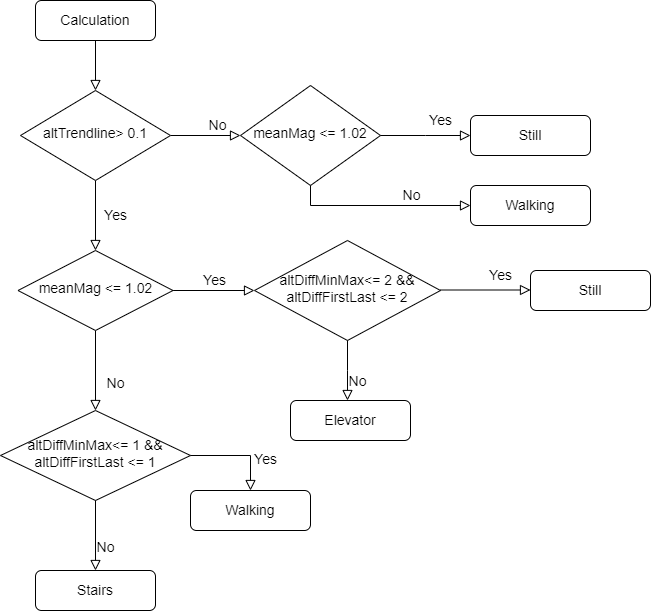 Calculation
altTrendline> 0.1
No
meanMag <= 1.02
Yes
Still
No
Walking
Yes
meanMag <= 1.02
Yes
altDiffMinMax<= 2 &&
altDiffFirstLast <= 2
Yes
Still
No
No
Elevator
altDiffMinMax<= 1 &&
altDiffFirstLast <= 1
Yes
Walking
No
Stairs